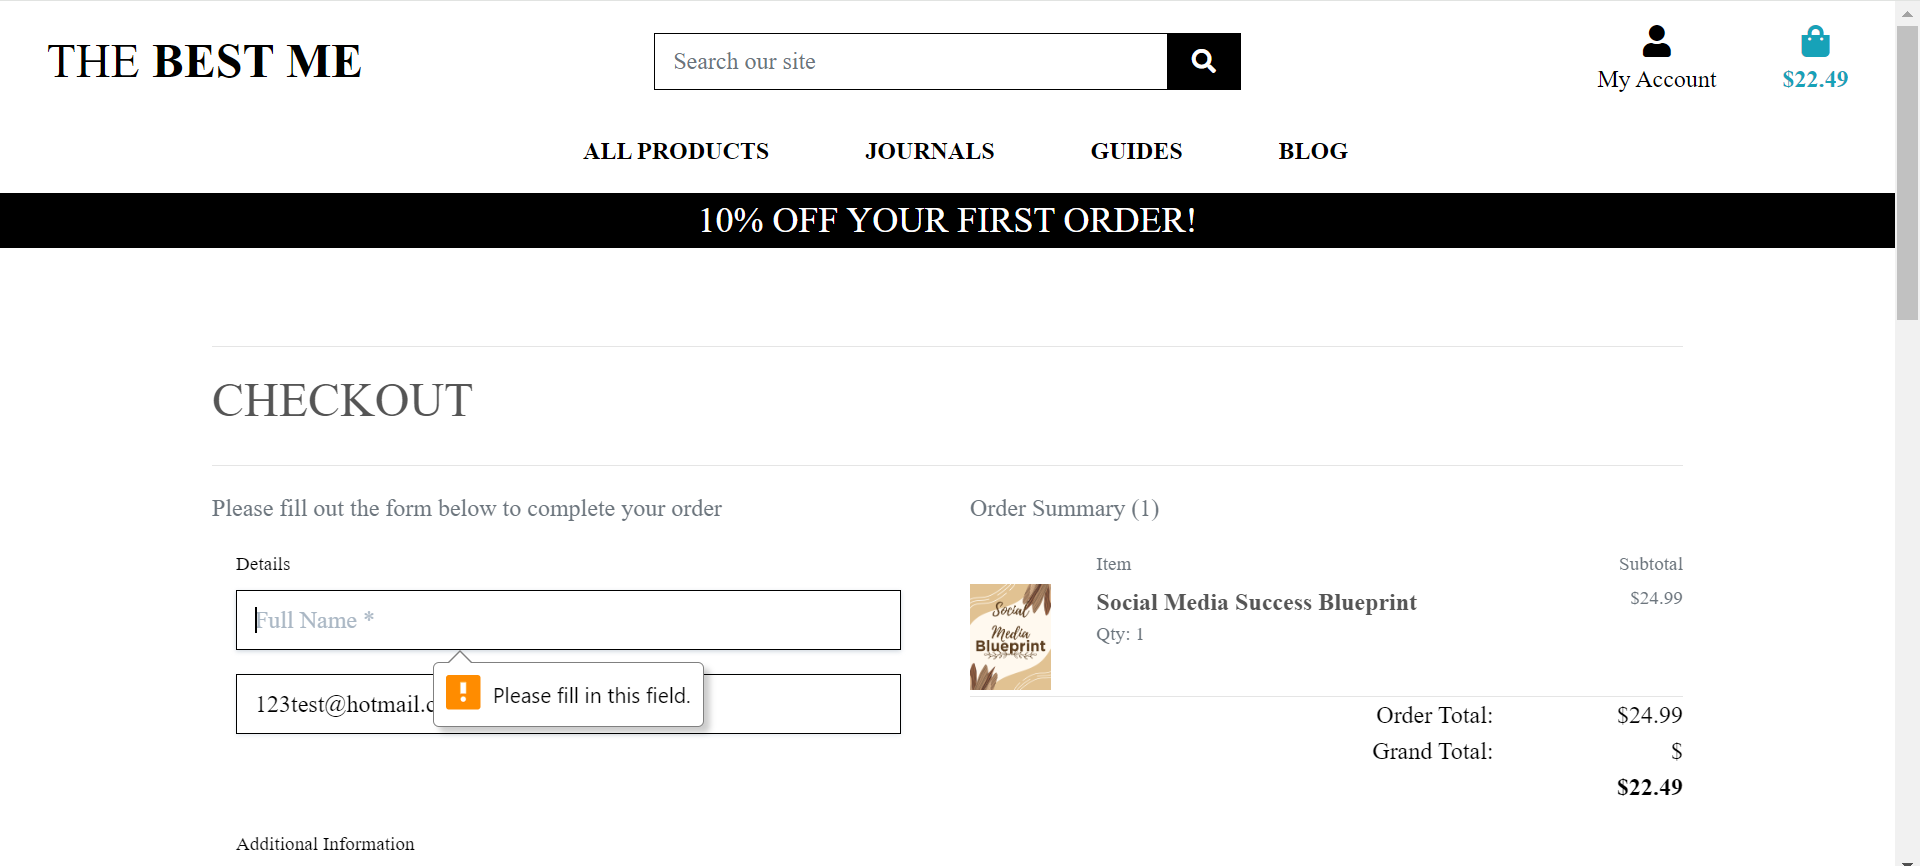 THE BEST ME
Search our site
My Account
$22.49
ALL PRODUCTS
JOURNALS
GUIDES
BLOG
10% OFF YOUR FIRST ORDER!
CHECKOUT
Please fill out the form below to complete your order
Details
Full Name *
Please fill in this field.
123test@hotmail.c
Additional Information
Order Summary (1)
Item
Subtotal
Social
Media
Blueprint
Social Media Success Blueprint
$24.99
Qty: 1
Order Total: $24.99
Grand Total: $
$22.49